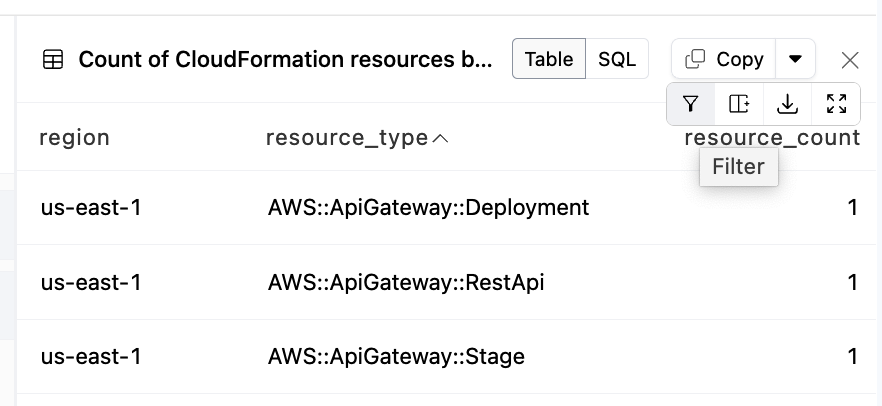 Count of CloudFormation resources b... Table SQL Copy
region resource_type resource_count
Filter
us-east-1 AWS::ApiGateway::Deployment 1
us-east-1 AWS::ApiGateway::RestApi 1
us-east-1 AWS::ApiGateway::Stage 1